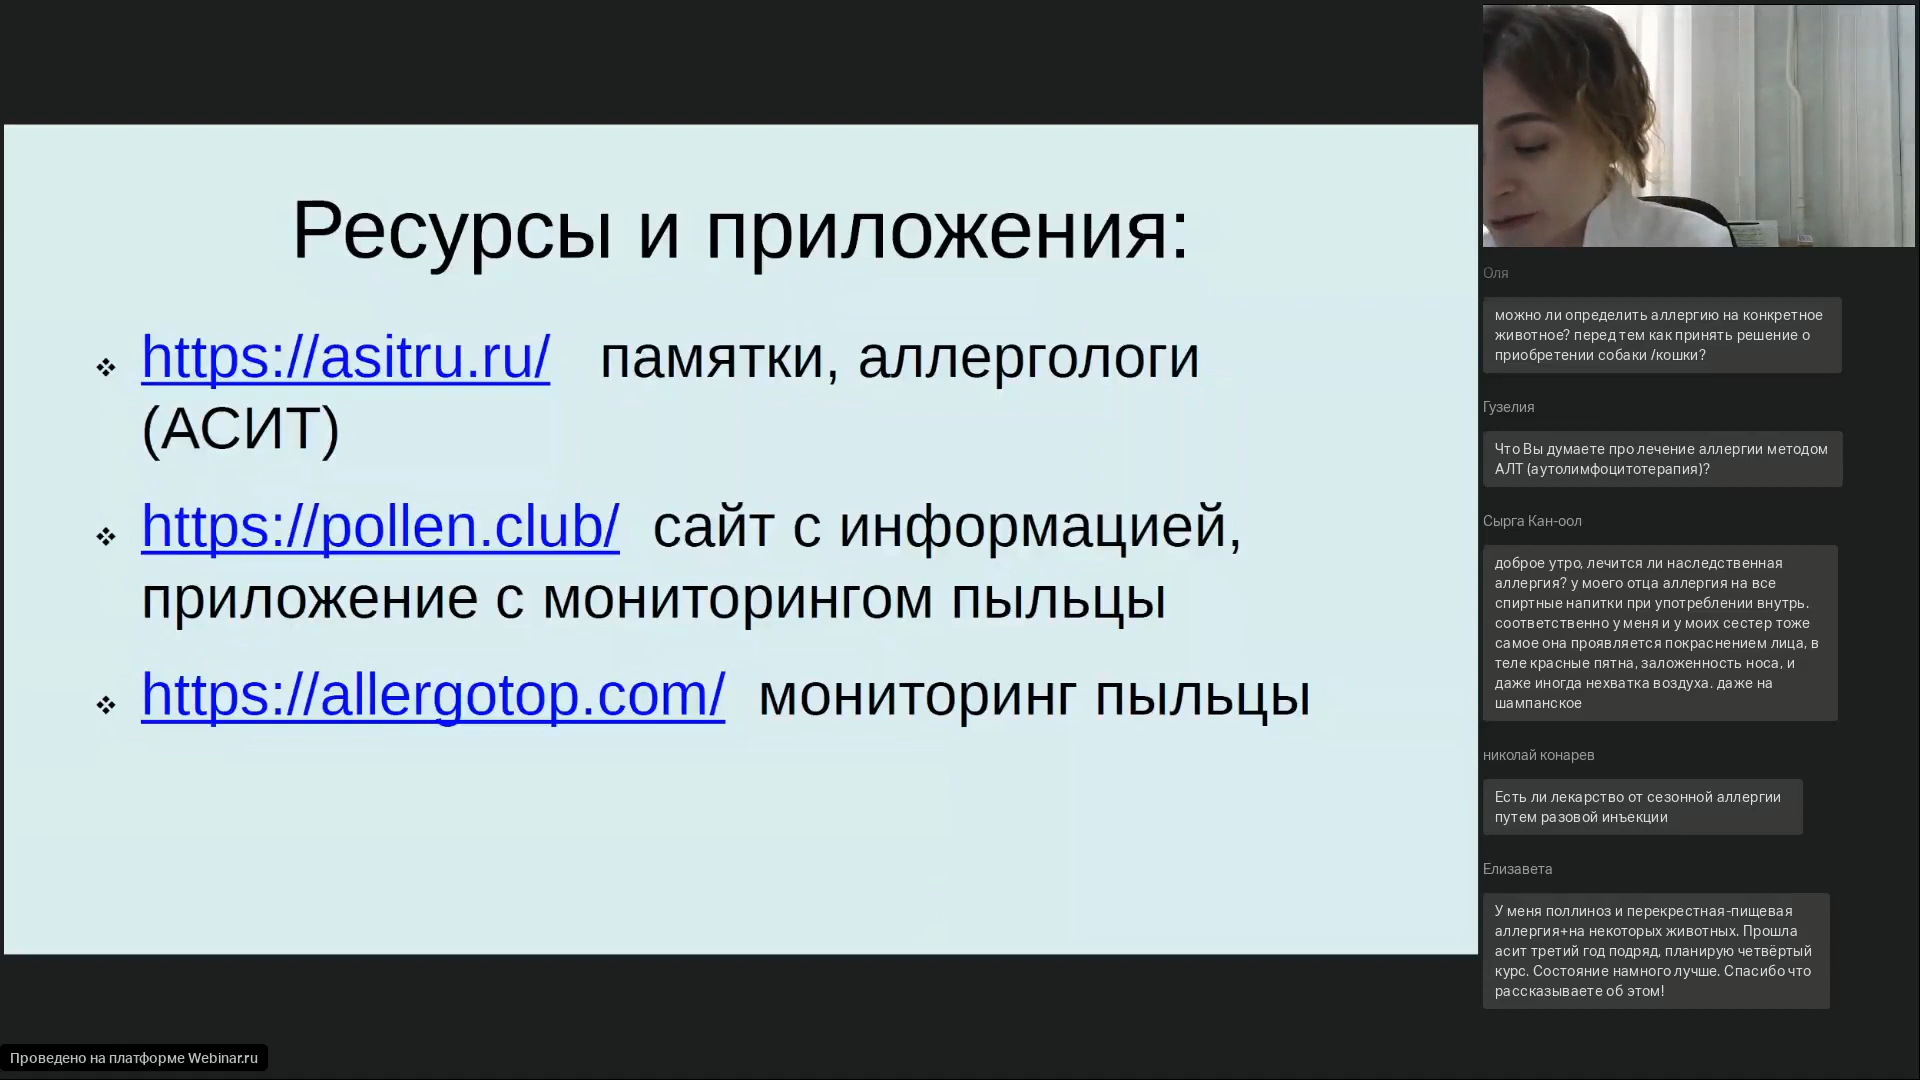 Ресурсы и приложения:
https://asitru.ru/ памятки, аллергологи
(АСИТ)
https://pollen.club/ сайт с информацией,
приложение с мониторингом пыльцы
https://allergotop.com/ мониторинг пыльцы
Оля
можно ли определить аллергию на конкретное
животное? перед тем как принять решение о
приобретении собаки /кошки?
Гузелия
Что Вы думаете про лечение аллергии методом
АЛТ (аутолимфоцитотерапия)?
Сырга Кан-оол
доброе утро, лечится ли наследственная
аллергия? у моего отца аллергия на все
спиртные напитки при употреблении внутрь.
соответственно у меня и у моих сестер тоже
самое она проявляется покраснением лица, в
теле красные пятна, заложенность носа, и
даже иногда нехватка воздуха. даже на
шампанское
николай конарев
Есть ли лекарство от сезонной аллергии
путем разовой инъекции
Елизавета
У меня поллиноз и перекрестная-пищевая
аллергия+на некоторых животных. Прошла
асит третий год подряд, планирую четвёртый
курс. Состояние намного лучше. Спасибо что
рассказываете об этом!
Проведено на платформе Webinar.ru